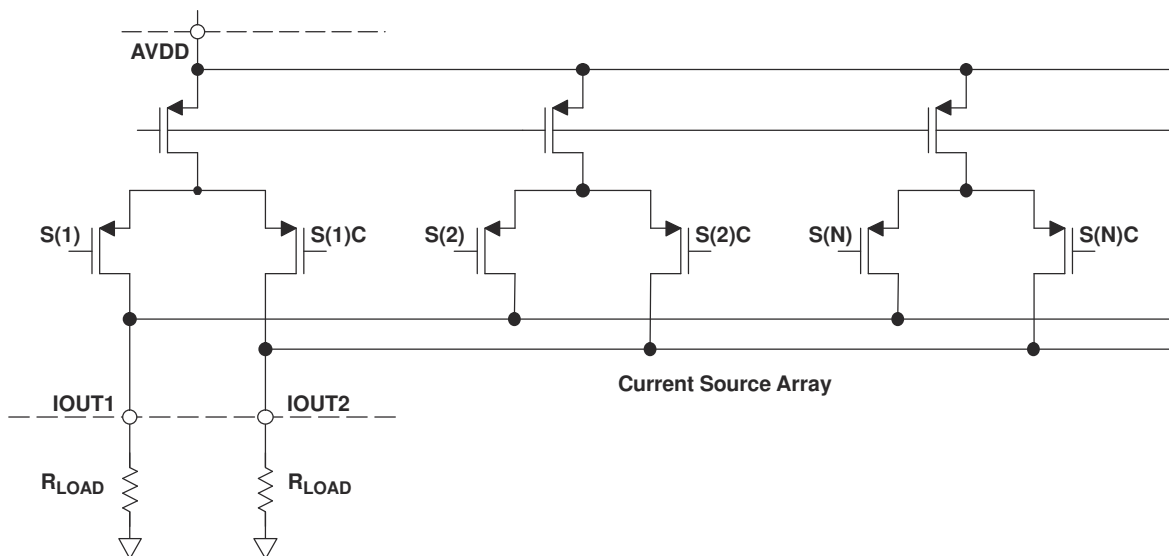 AVDD
S(1)
S(1)C
S(2)
S(2)C
S(N)
S(N)C
Current Source Array
IOUT1
IOUT2
RLOAD
RLOAD